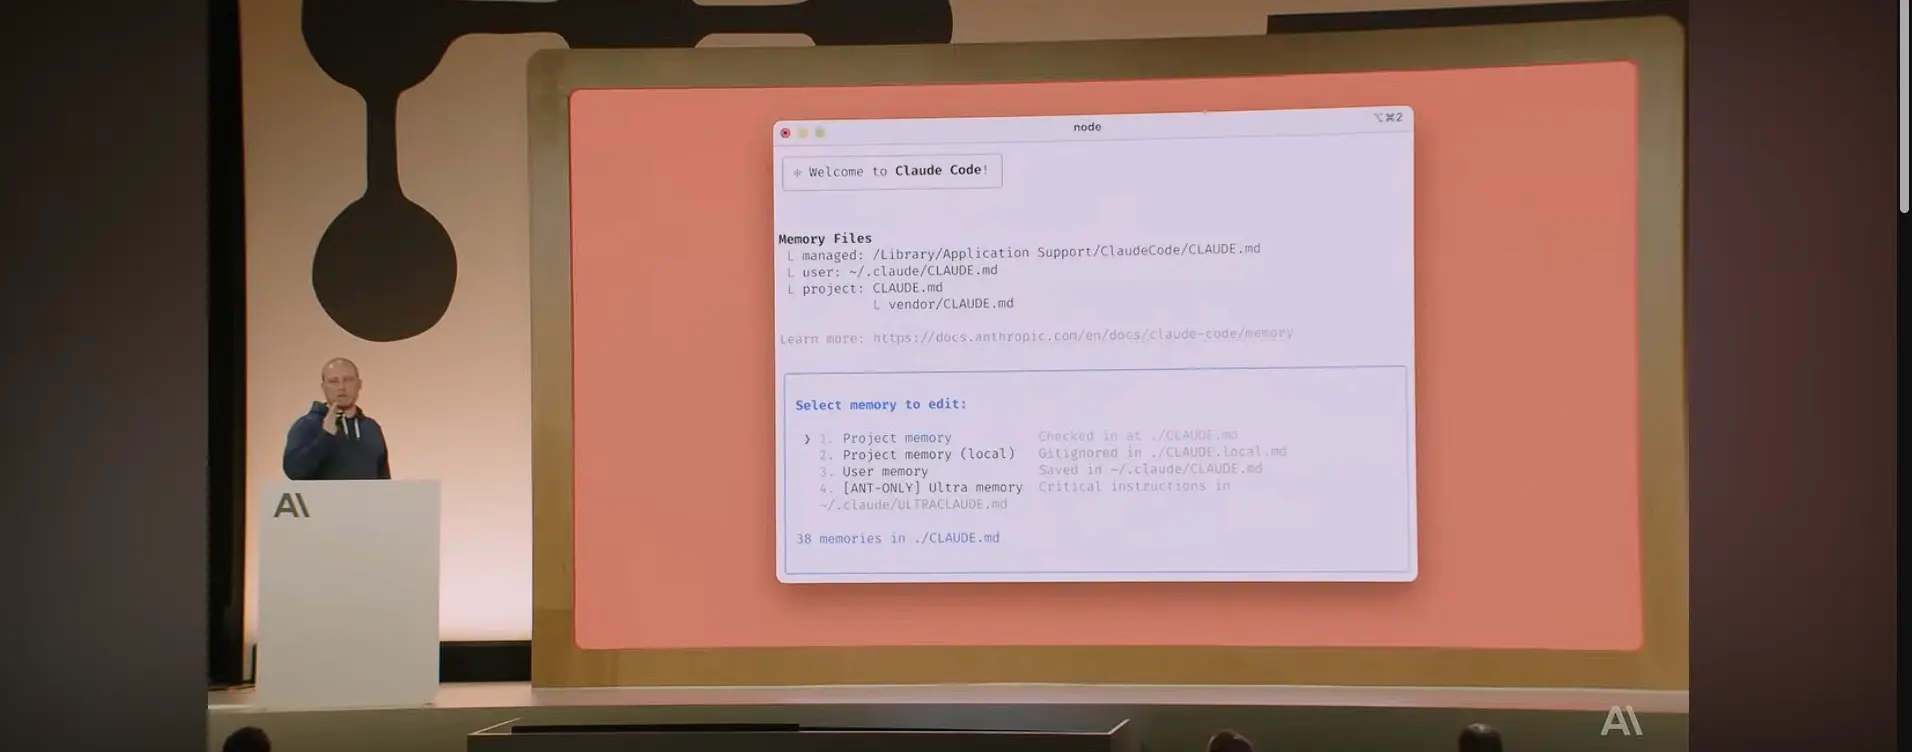 node
⌥⌘2
✻ Welcome to Claude Code!
Memory Files
└ managed: /Library/Application Support/ClaudeCode/CLAUDE.md
└ user: ~/.claude/CLAUDE.md
└ project: CLAUDE.md
└ vendor/CLAUDE.md
Learn more: https://docs.anthropic.com/en/docs/claude-code/memory
Select memory to edit:
❯ 1. Project memory Checked in at ./CLAUDE.md
2. Project memory (local) Gitignored in ./CLAUDE.local.md
3. User memory Saved in ~/.claude/CLAUDE.md
4. [ANT-ONLY] Ultra memory Critical instructions in
~/.claude/ULTRACLAUDE.md
38 memories in ./CLAUDE.md
A\
A\